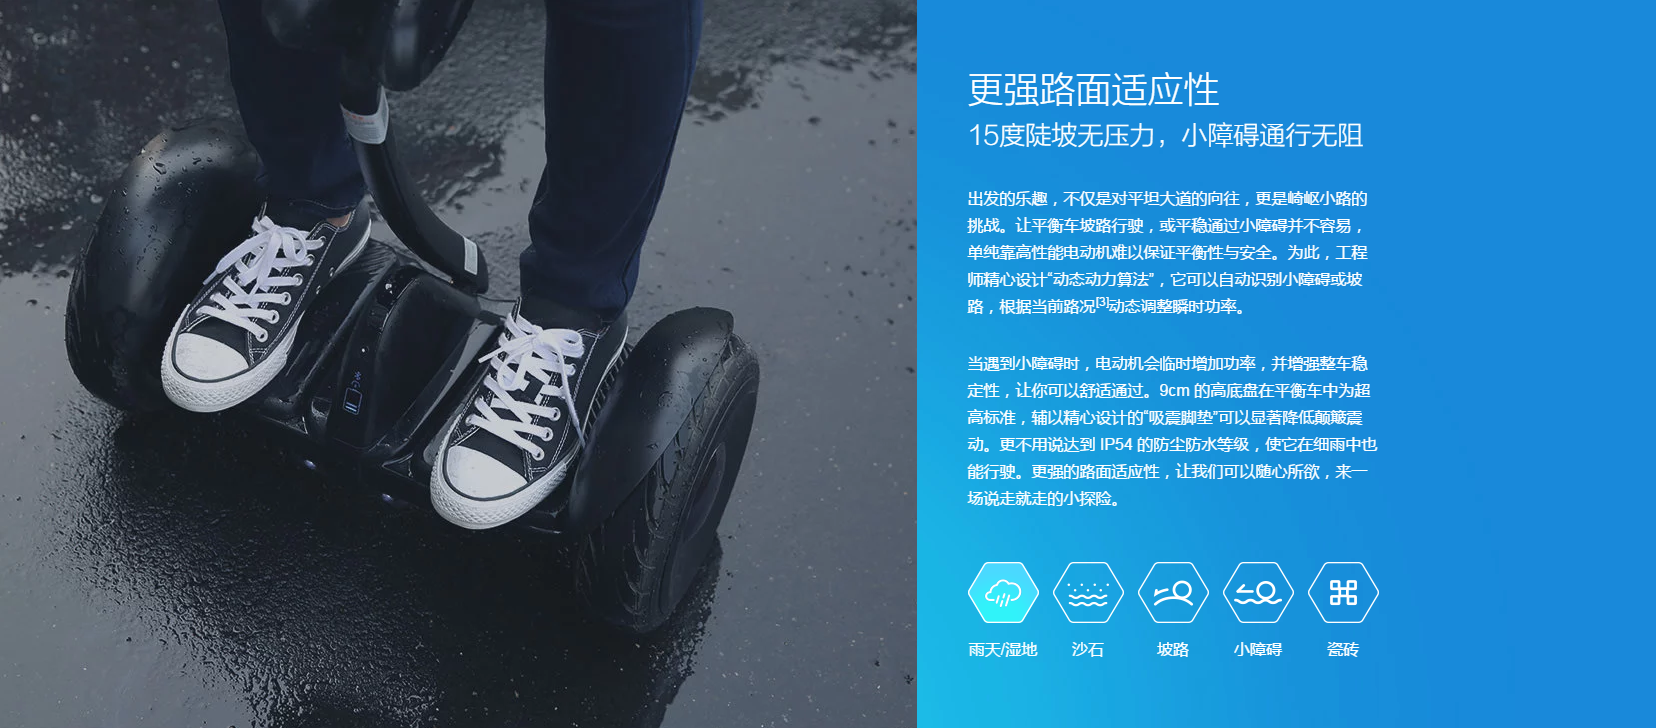 更强路面适应性
15度陡坡无压力，小障碍通行无阻
出发的乐趣，不仅是对平坦大道的向往，更是崎岖小路的
挑战。让平衡车坡路行驶，或平稳通过小障碍并不容易，
单纯靠高性能电动机难以保证平衡性与安全。为此，工程
师精心设计“动态动力算法”，它可以自动识别小障碍或坡
路，根据当前路况[3]动态调整瞬时功率。
当遇到小障碍时，电动机会临时增加功率，并增强整车稳
定性，让你可以舒适通过。9cm 的高底盘在平衡车中为超
高标准，辅以精心设计的“吸震脚垫”可以显著降低颠簸震
动。更不用说达到 IP54 的防尘防水等级，使它在细雨中也
能行驶。更强的路面适应性，让我们可以随心所欲，来一
场说走就走的小探险。
雨天/湿地
沙石
坡路
小障碍
瓷砖